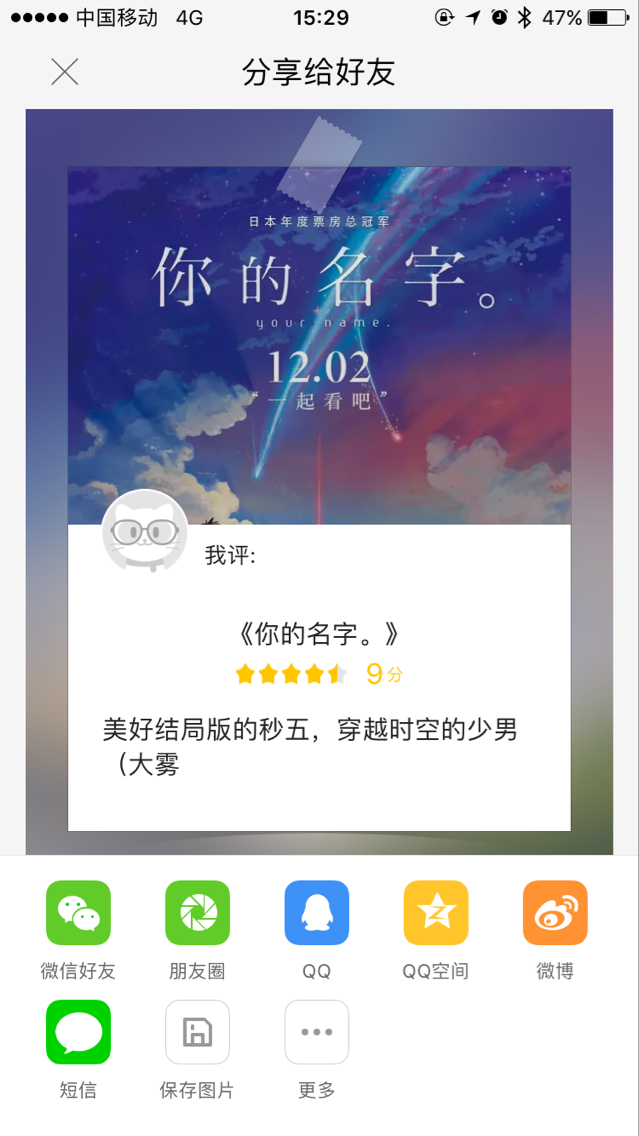 中国移动 4G 15:29 47%
分享给好友
日本年度票房总冠军
你的名字。
your name.
12.02
“一起看吧”
我评:
《你的名字。》
9分
美好结局版的秒五，穿越时空的少男
（大雾
微信好友 朋友圈 QQ QQ空间 微博
短信 保存图片 更多